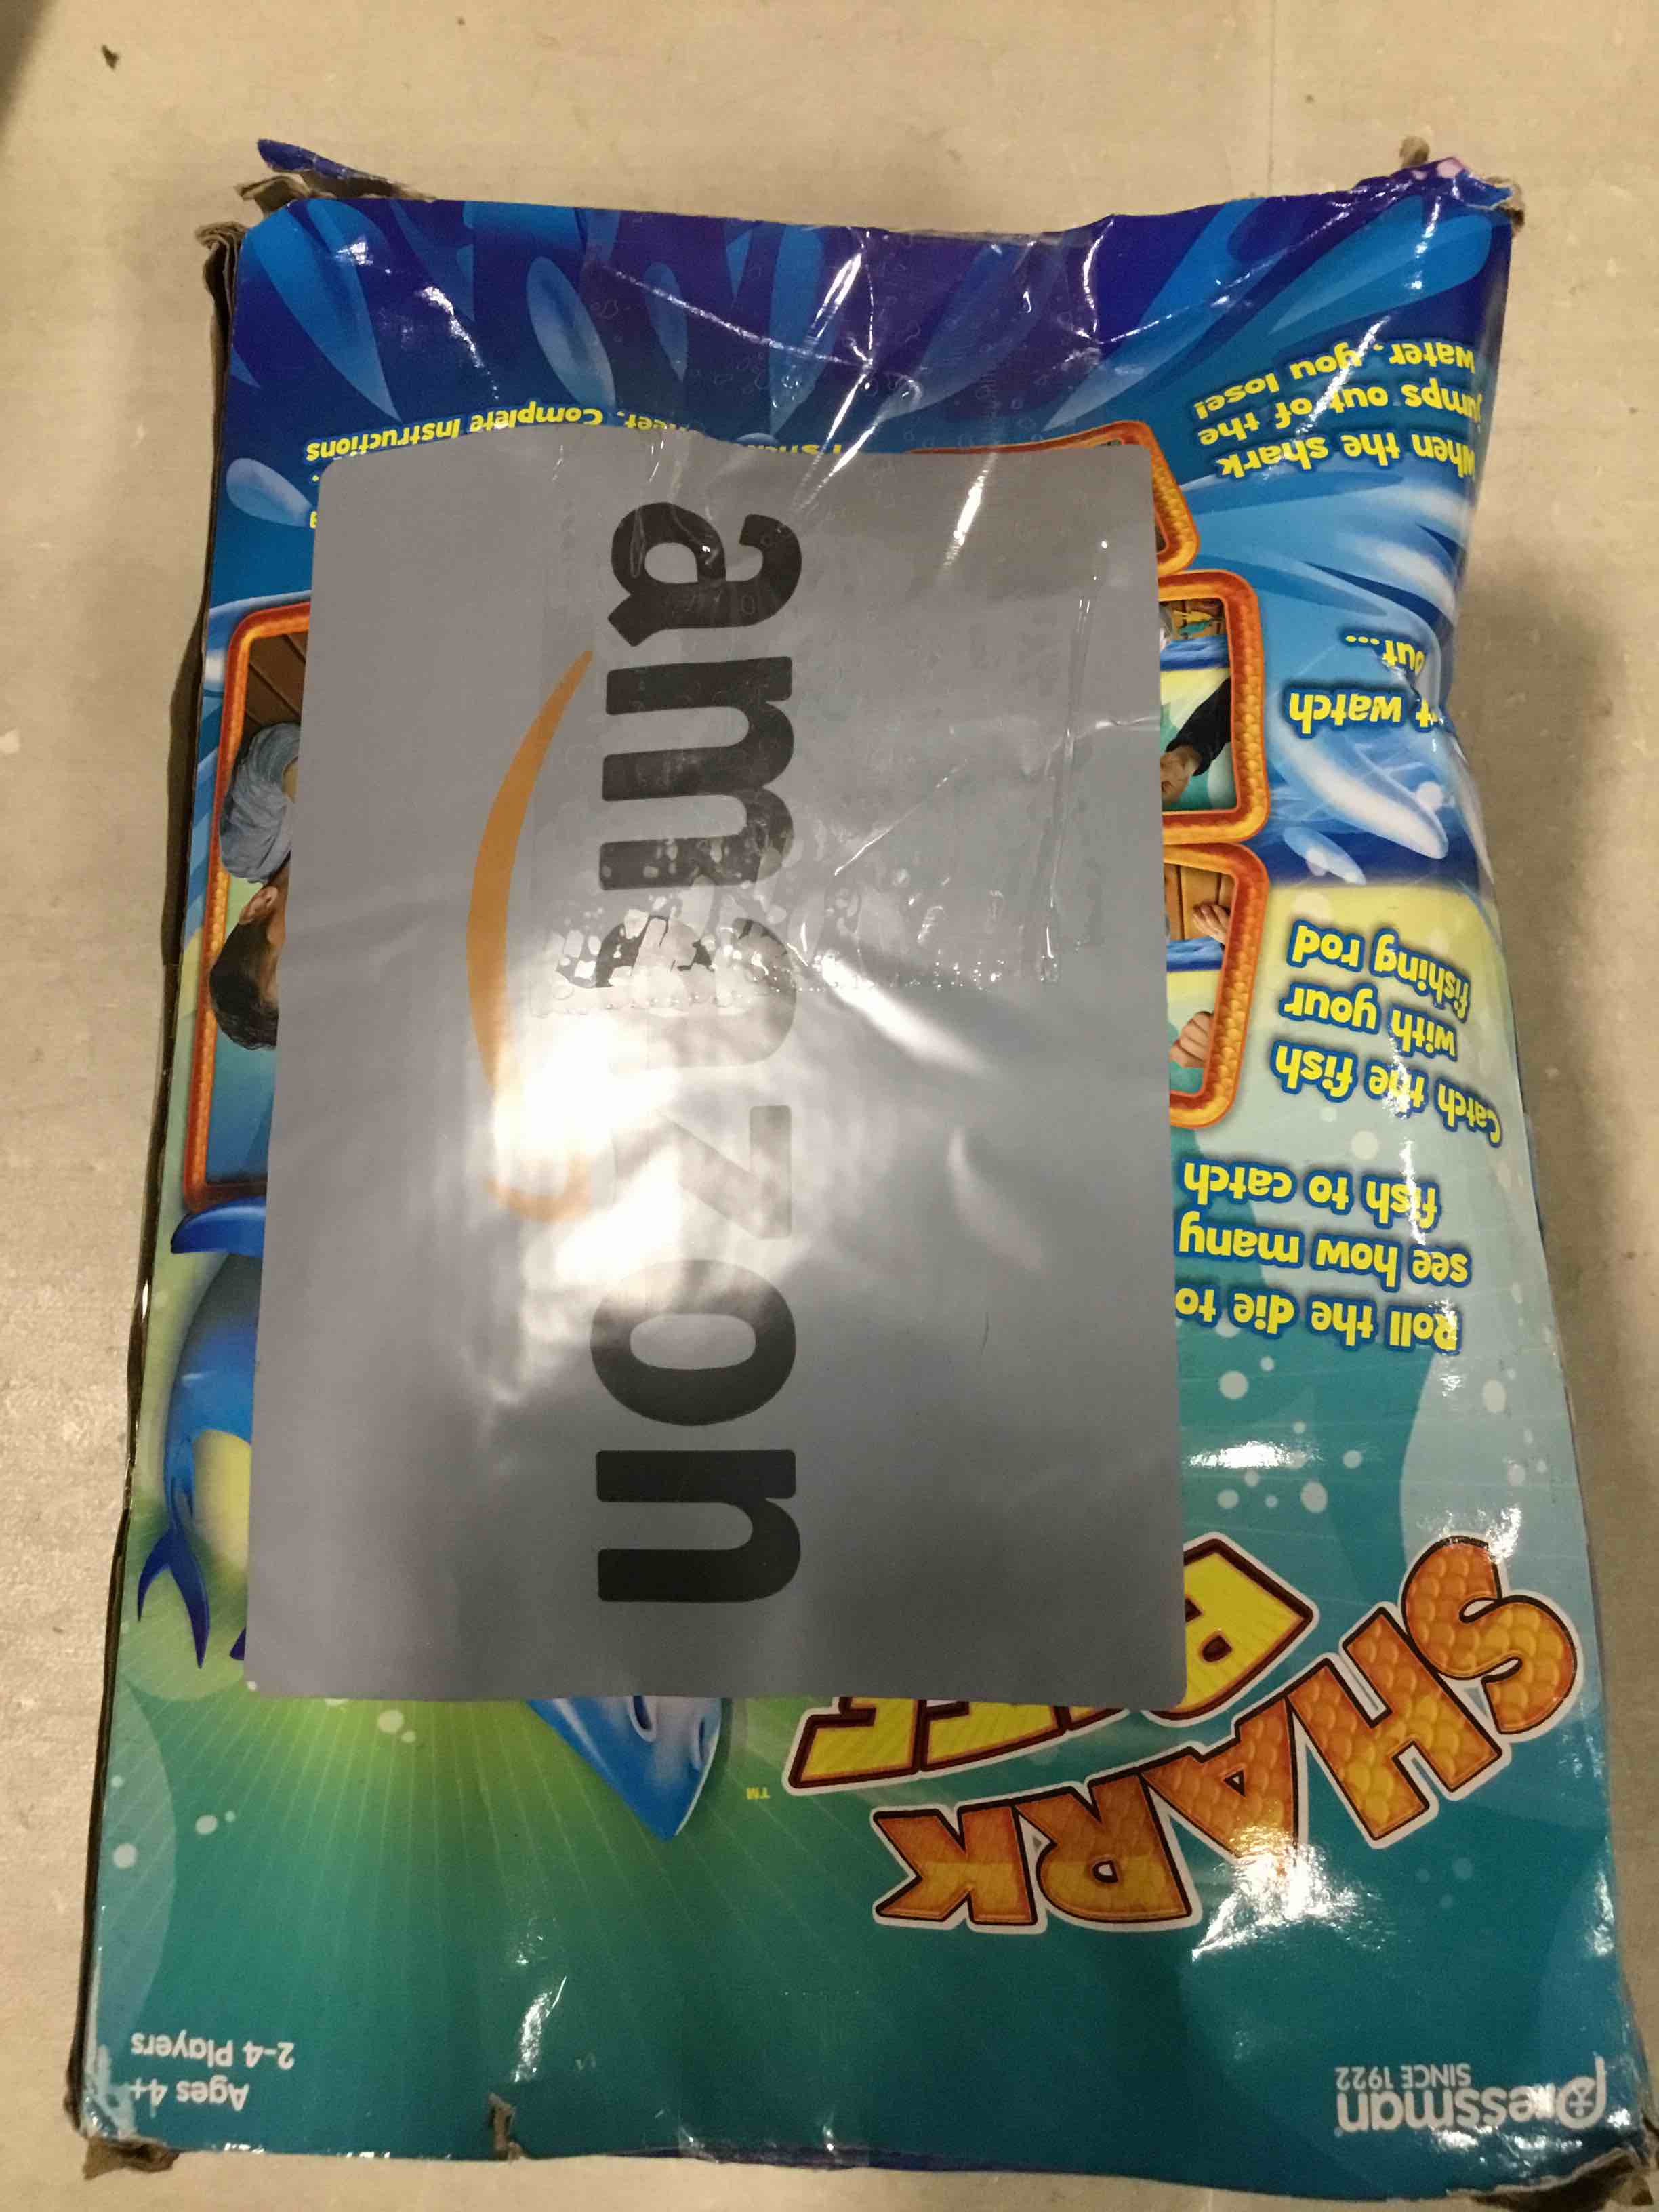 amazon
Pressman
SINCE 1922
Ages 4+
2-4 Players
SHARK
BITE
TM
Roll the die to
see how many
fish to catch
Catch the fish
with your
fishing rod
watch
out...
When the shark
jumps out of the
water, you lose!
Complete Instructions